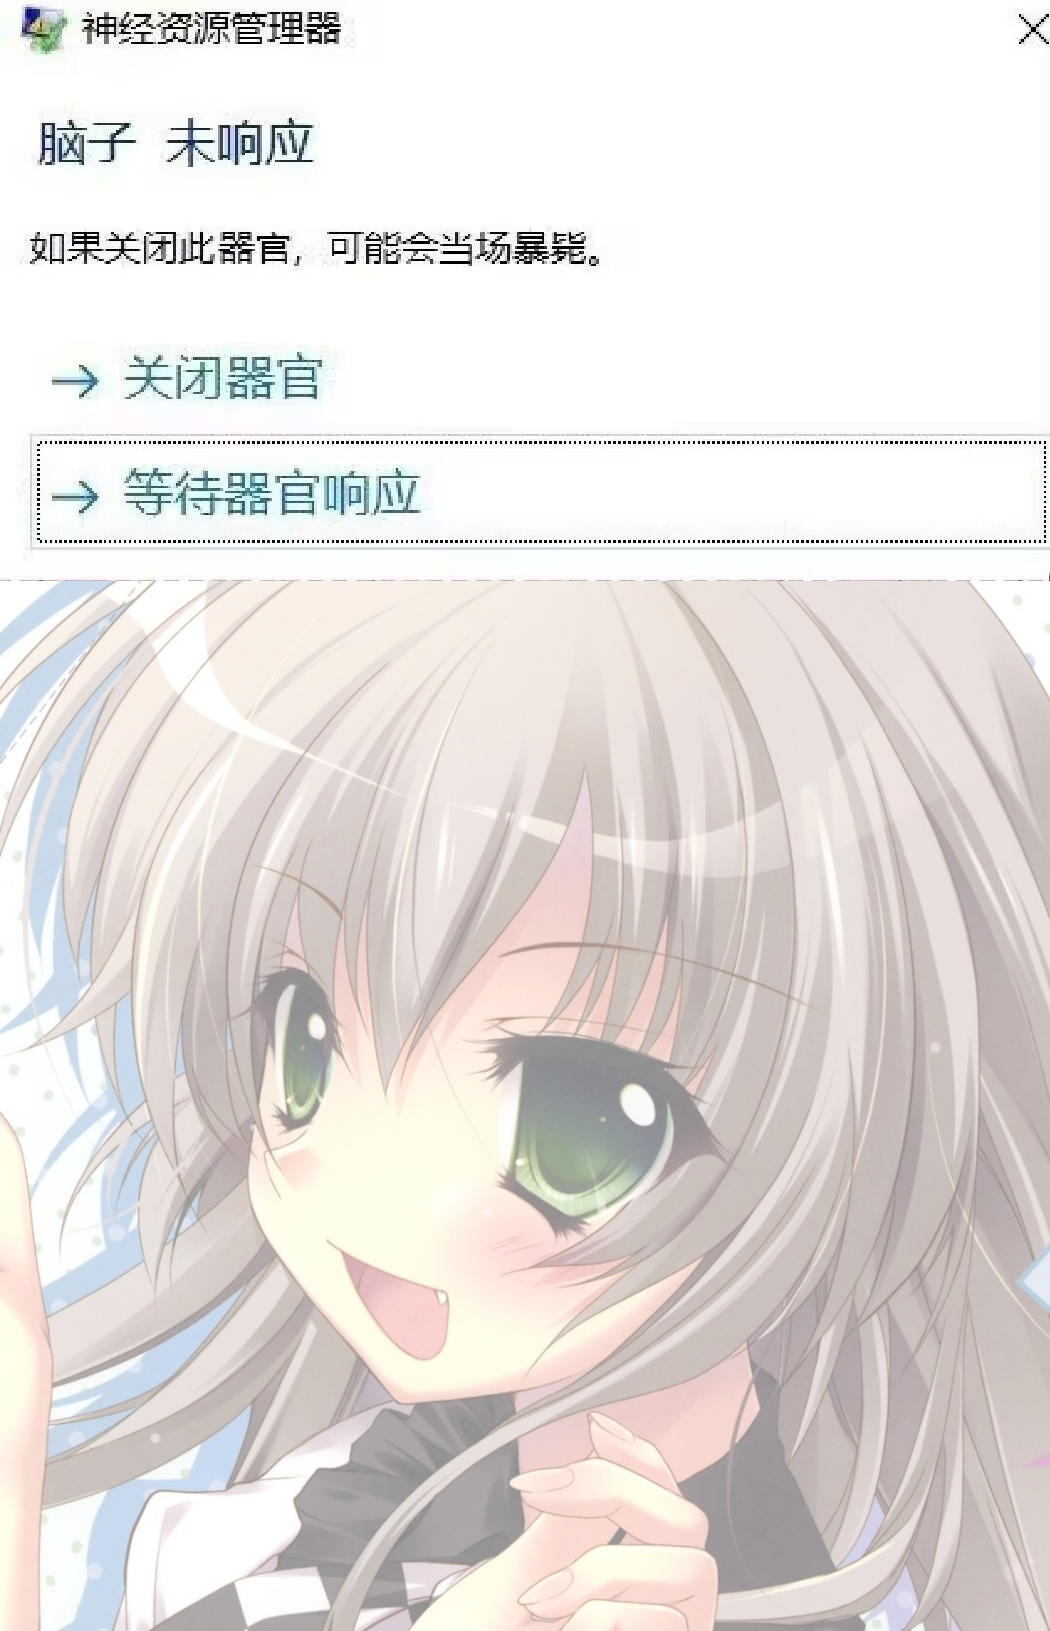 神经资源管理器
脑子 未响应
如果关闭此器官，可能会当场暴毙。
→ 关闭器官
→ 等待器官响应